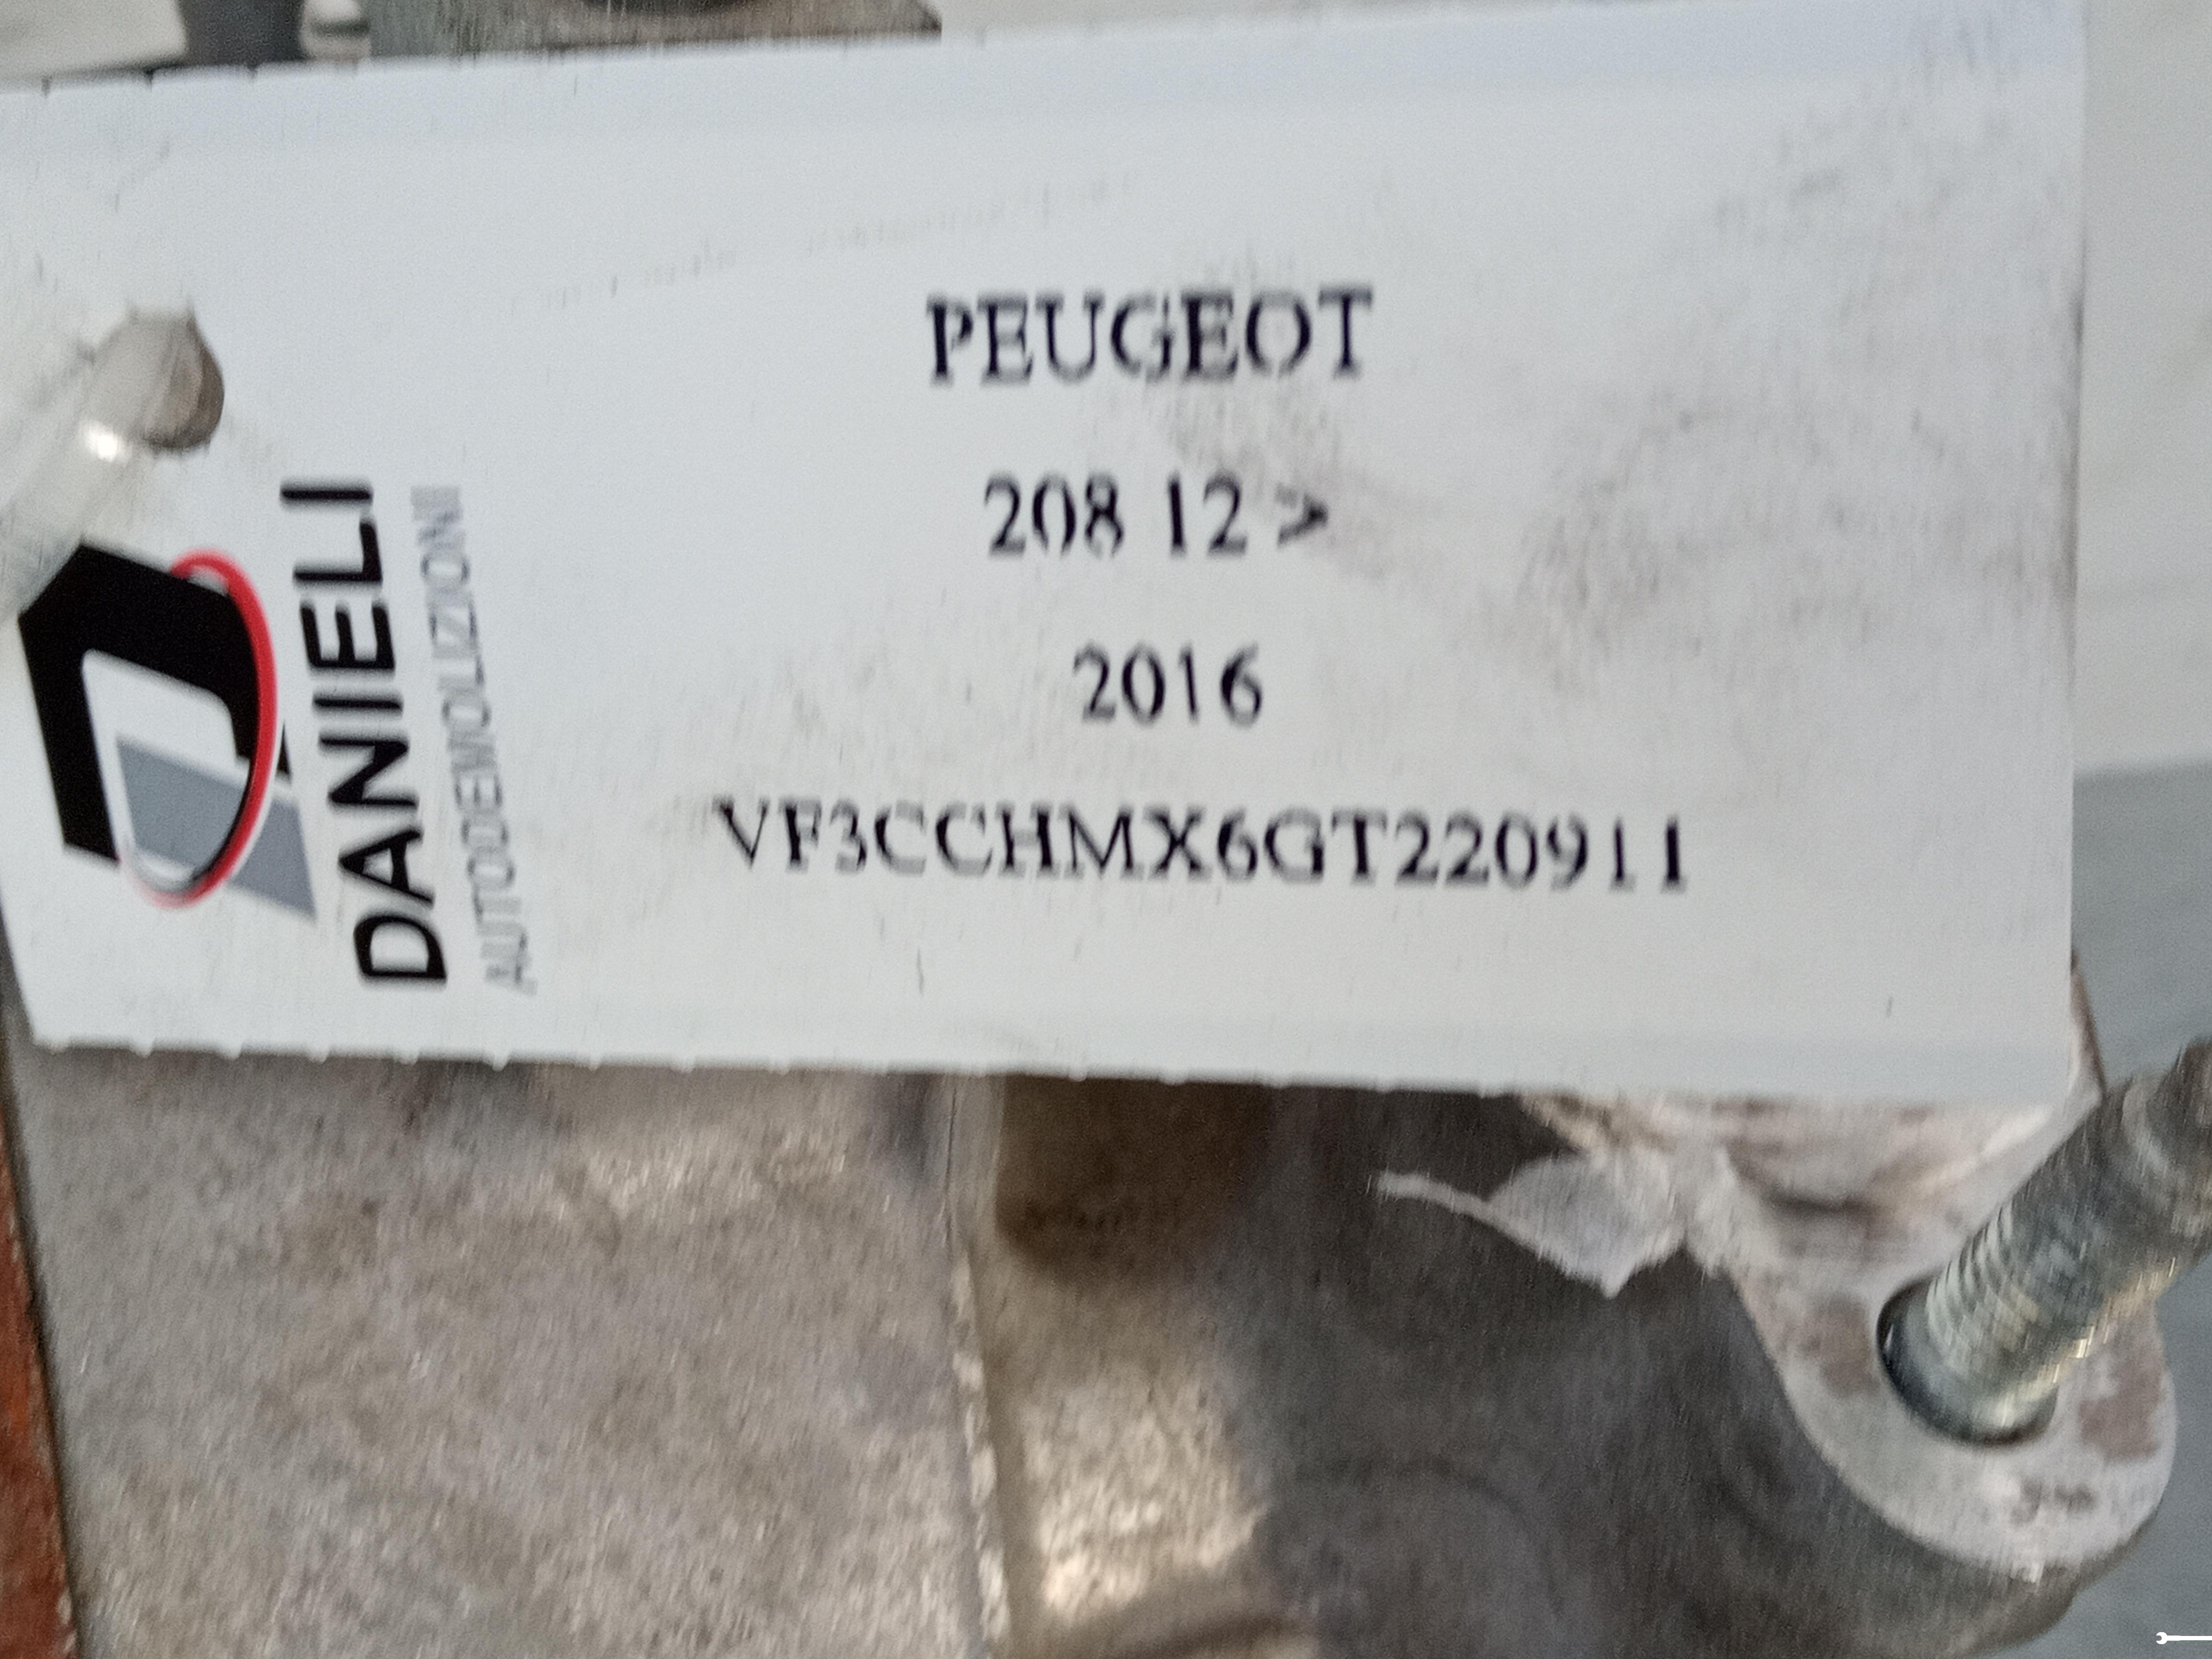 PEUGEOT
208 12 >
2016
VF3CCHMX6GT220911
DANIELI
AUTODEMOLIZIONI